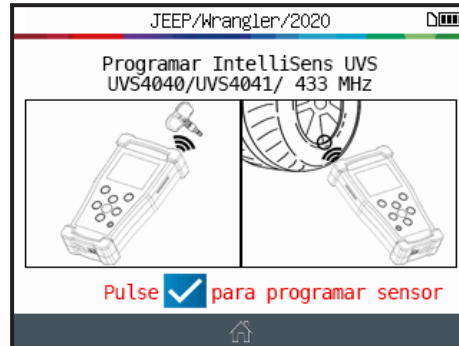 JEEP/Wrangler/2020
Programar IntelliSens UVS
UVS4040/UVS4041/ 433 MHz
Pulse para programar sensor